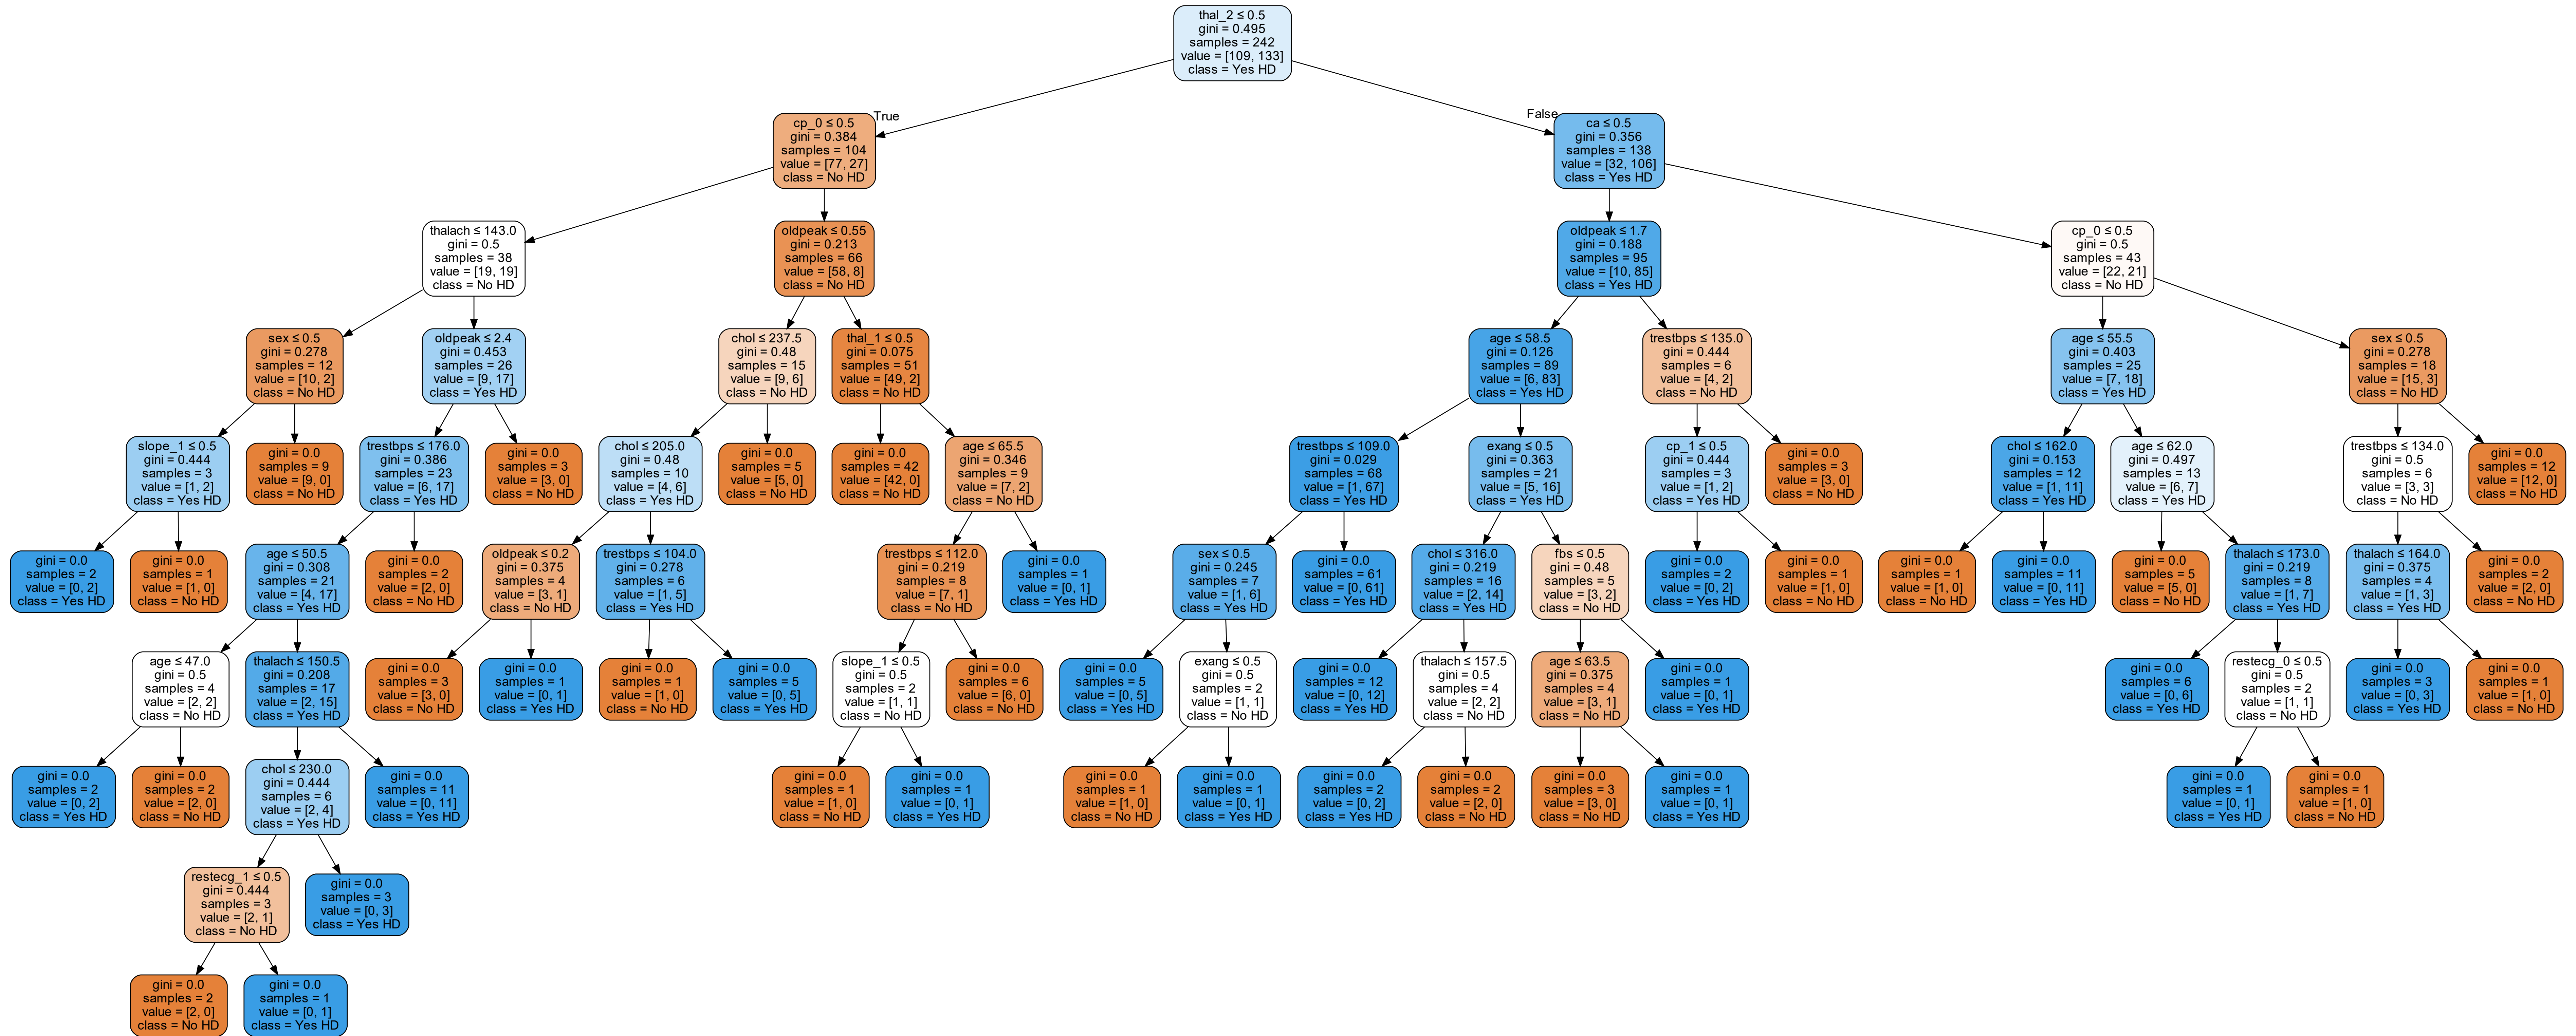 thal_2 ≤ 0.5
gini = 0.495
samples = 242
value = [109, 133]
class = Yes HD
True
False
cp_0 ≤ 0.5
gini = 0.384
samples = 104
value = [77, 27]
class = No HD
ca ≤ 0.5
gini = 0.356
samples = 138
value = [32, 106]
class = Yes HD
thalach ≤ 143.0
gini = 0.5
samples = 38
value = [19, 19]
class = No HD
oldpeak ≤ 0.55
gini = 0.213
samples = 66
value = [58, 8]
class = No HD
oldpeak ≤ 1.7
gini = 0.188
samples = 95
value = [10, 85]
class = Yes HD
cp_0 ≤ 0.5
gini = 0.5
samples = 43
value = [22, 21]
class = No HD
sex ≤ 0.5
gini = 0.278
samples = 12
value = [10, 2]
class = No HD
oldpeak ≤ 2.4
gini = 0.453
samples = 26
value = [9, 17]
class = Yes HD
chol ≤ 237.5
gini = 0.48
samples = 15
value = [9, 6]
class = No HD
thal_1 ≤ 0.5
gini = 0.075
samples = 51
value = [49, 2]
class = No HD
age ≤ 58.5
gini = 0.126
samples = 89
value = [6, 83]
class = Yes HD
trestbps ≤ 135.0
gini = 0.444
samples = 6
value = [4, 2]
class = No HD
age ≤ 55.5
gini = 0.403
samples = 25
value = [7, 18]
class = Yes HD
sex ≤ 0.5
gini = 0.278
samples = 18
value = [15, 3]
class = No HD
slope_1 ≤ 0.5
gini = 0.444
samples = 3
value = [1, 2]
class = Yes HD
gini = 0.0
samples = 9
value = [9, 0]
class = No HD
trestbps ≤ 176.0
gini = 0.386
samples = 23
value = [6, 17]
class = Yes HD
gini = 0.0
samples = 3
value = [3, 0]
class = No HD
chol ≤ 205.0
gini = 0.48
samples = 10
value = [4, 6]
class = Yes HD
gini = 0.0
samples = 5
value = [5, 0]
class = No HD
gini = 0.0
samples = 42
value = [42, 0]
class = No HD
age ≤ 65.5
gini = 0.346
samples = 9
value = [7, 2]
class = No HD
trestbps ≤ 109.0
gini = 0.029
samples = 68
value = [1, 67]
class = Yes HD
exang ≤ 0.5
gini = 0.363
samples = 21
value = [5, 16]
class = Yes HD
cp_1 ≤ 0.5
gini = 0.444
samples = 3
value = [1, 2]
class = Yes HD
gini = 0.0
samples = 3
value = [3, 0]
class = No HD
chol ≤ 162.0
gini = 0.153
samples = 12
value = [1, 11]
class = Yes HD
age ≤ 62.0
gini = 0.497
samples = 13
value = [6, 7]
class = Yes HD
trestbps ≤ 134.0
gini = 0.5
samples = 6
value = [3, 3]
class = No HD
gini = 0.0
samples = 12
value = [12, 0]
class = No HD
gini = 0.0
samples = 2
value = [0, 2]
class = Yes HD
gini = 0.0
samples = 1
value = [1, 0]
class = No HD
age ≤ 50.5
gini = 0.308
samples = 21
value = [4, 17]
class = Yes HD
gini = 0.0
samples = 2
value = [2, 0]
class = No HD
oldpeak ≤ 0.2
gini = 0.375
samples = 4
value = [3, 1]
class = No HD
trestbps ≤ 104.0
gini = 0.278
samples = 6
value = [1, 5]
class = Yes HD
trestbps ≤ 112.0
gini = 0.219
samples = 8
value = [7, 1]
class = No HD
gini = 0.0
samples = 1
value = [0, 1]
class = Yes HD
sex ≤ 0.5
gini = 0.245
samples = 7
value = [1, 6]
class = Yes HD
gini = 0.0
samples = 61
value = [0, 61]
class = Yes HD
chol ≤ 316.0
gini = 0.219
samples = 16
value = [2, 14]
class = Yes HD
fbs ≤ 0.5
gini = 0.48
samples = 5
value = [3, 2]
class = No HD
gini = 0.0
samples = 2
value = [0, 2]
class = Yes HD
gini = 0.0
samples = 1
value = [1, 0]
class = No HD
gini = 0.0
samples = 1
value = [1, 0]
class = No HD
gini = 0.0
samples = 11
value = [0, 11]
class = Yes HD
gini = 0.0
samples = 5
value = [5, 0]
class = No HD
thalach ≤ 173.0
gini = 0.219
samples = 8
value = [1, 7]
class = Yes HD
thalach ≤ 164.0
gini = 0.375
samples = 4
value = [1, 3]
class = Yes HD
gini = 0.0
samples = 2
value = [2, 0]
class = No HD
age ≤ 47.0
gini = 0.5
samples = 4
value = [2, 2]
class = No HD
thalach ≤ 150.5
gini = 0.208
samples = 17
value = [2, 15]
class = Yes HD
gini = 0.0
samples = 3
value = [3, 0]
class = No HD
gini = 0.0
samples = 1
value = [0, 1]
class = Yes HD
gini = 0.0
samples = 1
value = [1, 0]
class = No HD
gini = 0.0
samples = 5
value = [0, 5]
class = Yes HD
slope_1 ≤ 0.5
gini = 0.5
samples = 2
value = [1, 1]
class = No HD
gini = 0.0
samples = 6
value = [6, 0]
class = No HD
gini = 0.0
samples = 5
value = [0, 5]
class = Yes HD
exang ≤ 0.5
gini = 0.5
samples = 2
value = [1, 1]
class = No HD
gini = 0.0
samples = 12
value = [0, 12]
class = Yes HD
thalach ≤ 157.5
gini = 0.5
samples = 4
value = [2, 2]
class = No HD
age ≤ 63.5
gini = 0.375
samples = 4
value = [3, 1]
class = No HD
gini = 0.0
samples = 1
value = [0, 1]
class = Yes HD
gini = 0.0
samples = 6
value = [0, 6]
class = Yes HD
restecg_0 ≤ 0.5
gini = 0.5
samples = 2
value = [1, 1]
class = No HD
gini = 0.0
samples = 3
value = [0, 3]
class = Yes HD
gini = 0.0
samples = 1
value = [1, 0]
class = No HD
gini = 0.0
samples = 2
value = [0, 2]
class = Yes HD
gini = 0.0
samples = 2
value = [2, 0]
class = No HD
chol ≤ 230.0
gini = 0.444
samples = 6
value = [2, 4]
class = Yes HD
gini = 0.0
samples = 11
value = [0, 11]
class = Yes HD
gini = 0.0
samples = 1
value = [1, 0]
class = No HD
gini = 0.0
samples = 1
value = [0, 1]
class = Yes HD
gini = 0.0
samples = 1
value = [1, 0]
class = No HD
gini = 0.0
samples = 1
value = [0, 1]
class = Yes HD
gini = 0.0
samples = 2
value = [0, 2]
class = Yes HD
gini = 0.0
samples = 2
value = [2, 0]
class = No HD
gini = 0.0
samples = 3
value = [3, 0]
class = No HD
gini = 0.0
samples = 1
value = [0, 1]
class = Yes HD
gini = 0.0
samples = 1
value = [0, 1]
class = Yes HD
gini = 0.0
samples = 1
value = [1, 0]
class = No HD
restecg_1 ≤ 0.5
gini = 0.444
samples = 3
value = [2, 1]
class = No HD
gini = 0.0
samples = 3
value = [0, 3]
class = Yes HD
gini = 0.0
samples = 2
value = [2, 0]
class = No HD
gini = 0.0
samples = 1
value = [0, 1]
class = Yes HD